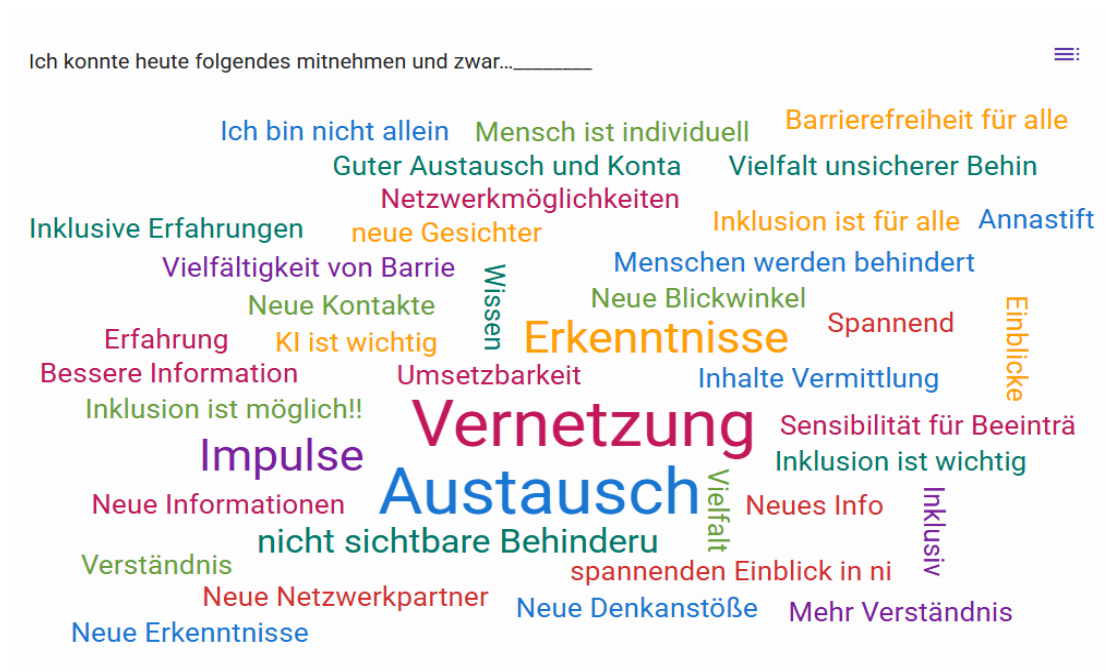 Ich konnte heute folgendes mitnehmen und zwar...________
Barrierefreiheit für alle
Ich bin nicht allein
Mensch ist individuell
Guter Austausch und Konta
Vielfalt unsicherer Behin
Netzwerkmöglichkeiten
Inklusive Erfahrungen
neue Gesichter
Inklusion ist für alle
Annastift
Vielfältigkeit von Barrie
Wissen
Menschen werden behindert
Neue Kontakte
Neue Blickwinkel
Einblicke
Erfahrung
KI ist wichtig
Erkenntnisse
Spannend
Bessere Information
Umsetzbarkeit
Inhalte Vermittlung
Inklusion ist möglich!!
Vernetzung
Sensibilität für Beeinträ
Impulse
Inklusion ist wichtig
Austausch
Vielfalt
Neue Informationen
Neues Info
Inklusiv
nicht sichtbare Behinderu
Verständnis
spannenden Einblick in ni
Neue Netzwerkpartner
Neue Denkanstöße
Mehr Verständnis
Neue Erkenntnisse